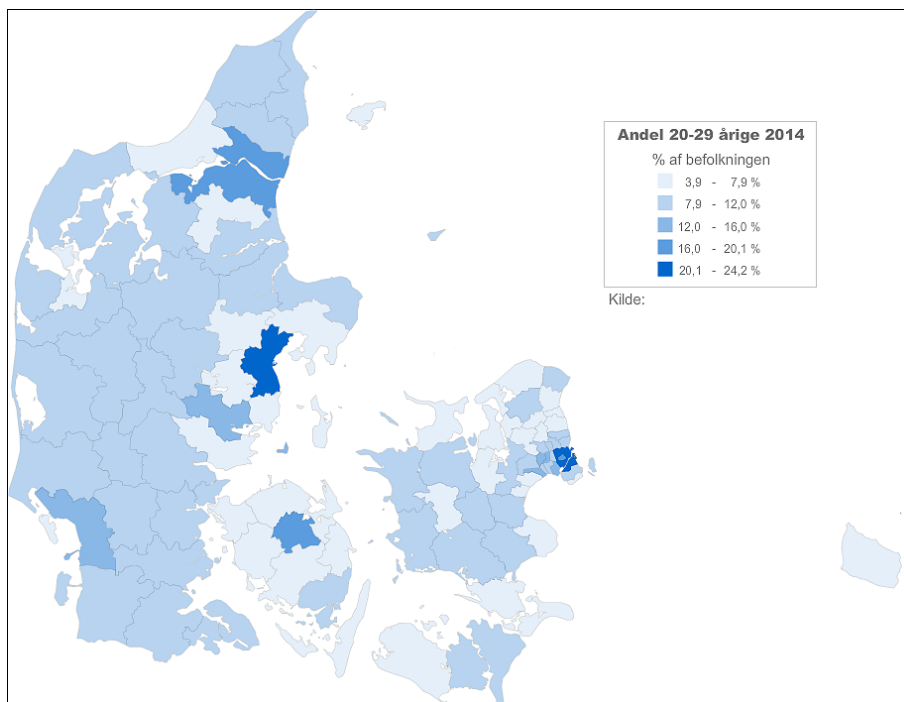 Andel 20-29 årige 2014
% af befolkningen
3,9 - 7,9 %
7,9 - 12,0 %
12,0 - 16,0 %
16,0 - 20,1 %
20,1 - 24,2 %
Kilde: